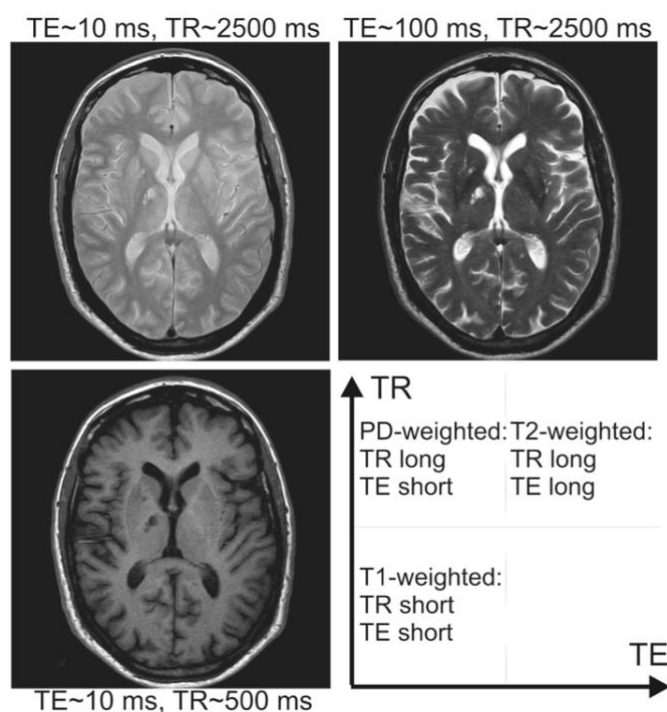 TE~10 ms, TR~2500 ms
TE~100 ms, TR~2500 ms
TR
PD-weighted:
TR long
TE short
T2-weighted:
TR long
TE long
T1-weighted:
TR short
TE short
TE
TE~10 ms, TR~500 ms